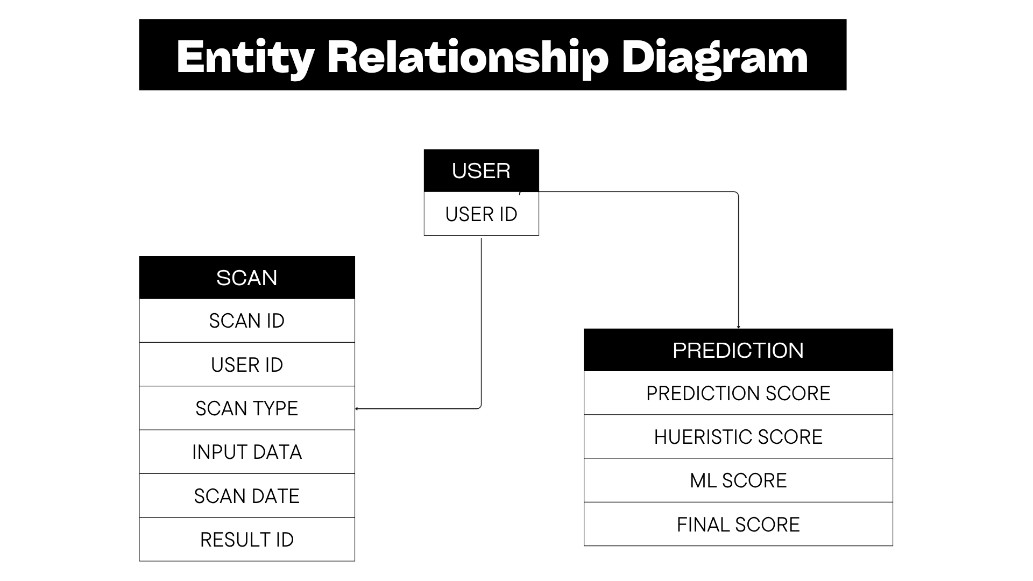 Entity Relationship Diagram
USER
USER ID
SCAN
SCAN ID
USER ID
SCAN TYPE
INPUT DATA
SCAN DATE
RESULT ID
PREDICTION
PREDICTION SCORE
HUERISTIC SCORE
ML SCORE
FINAL SCORE